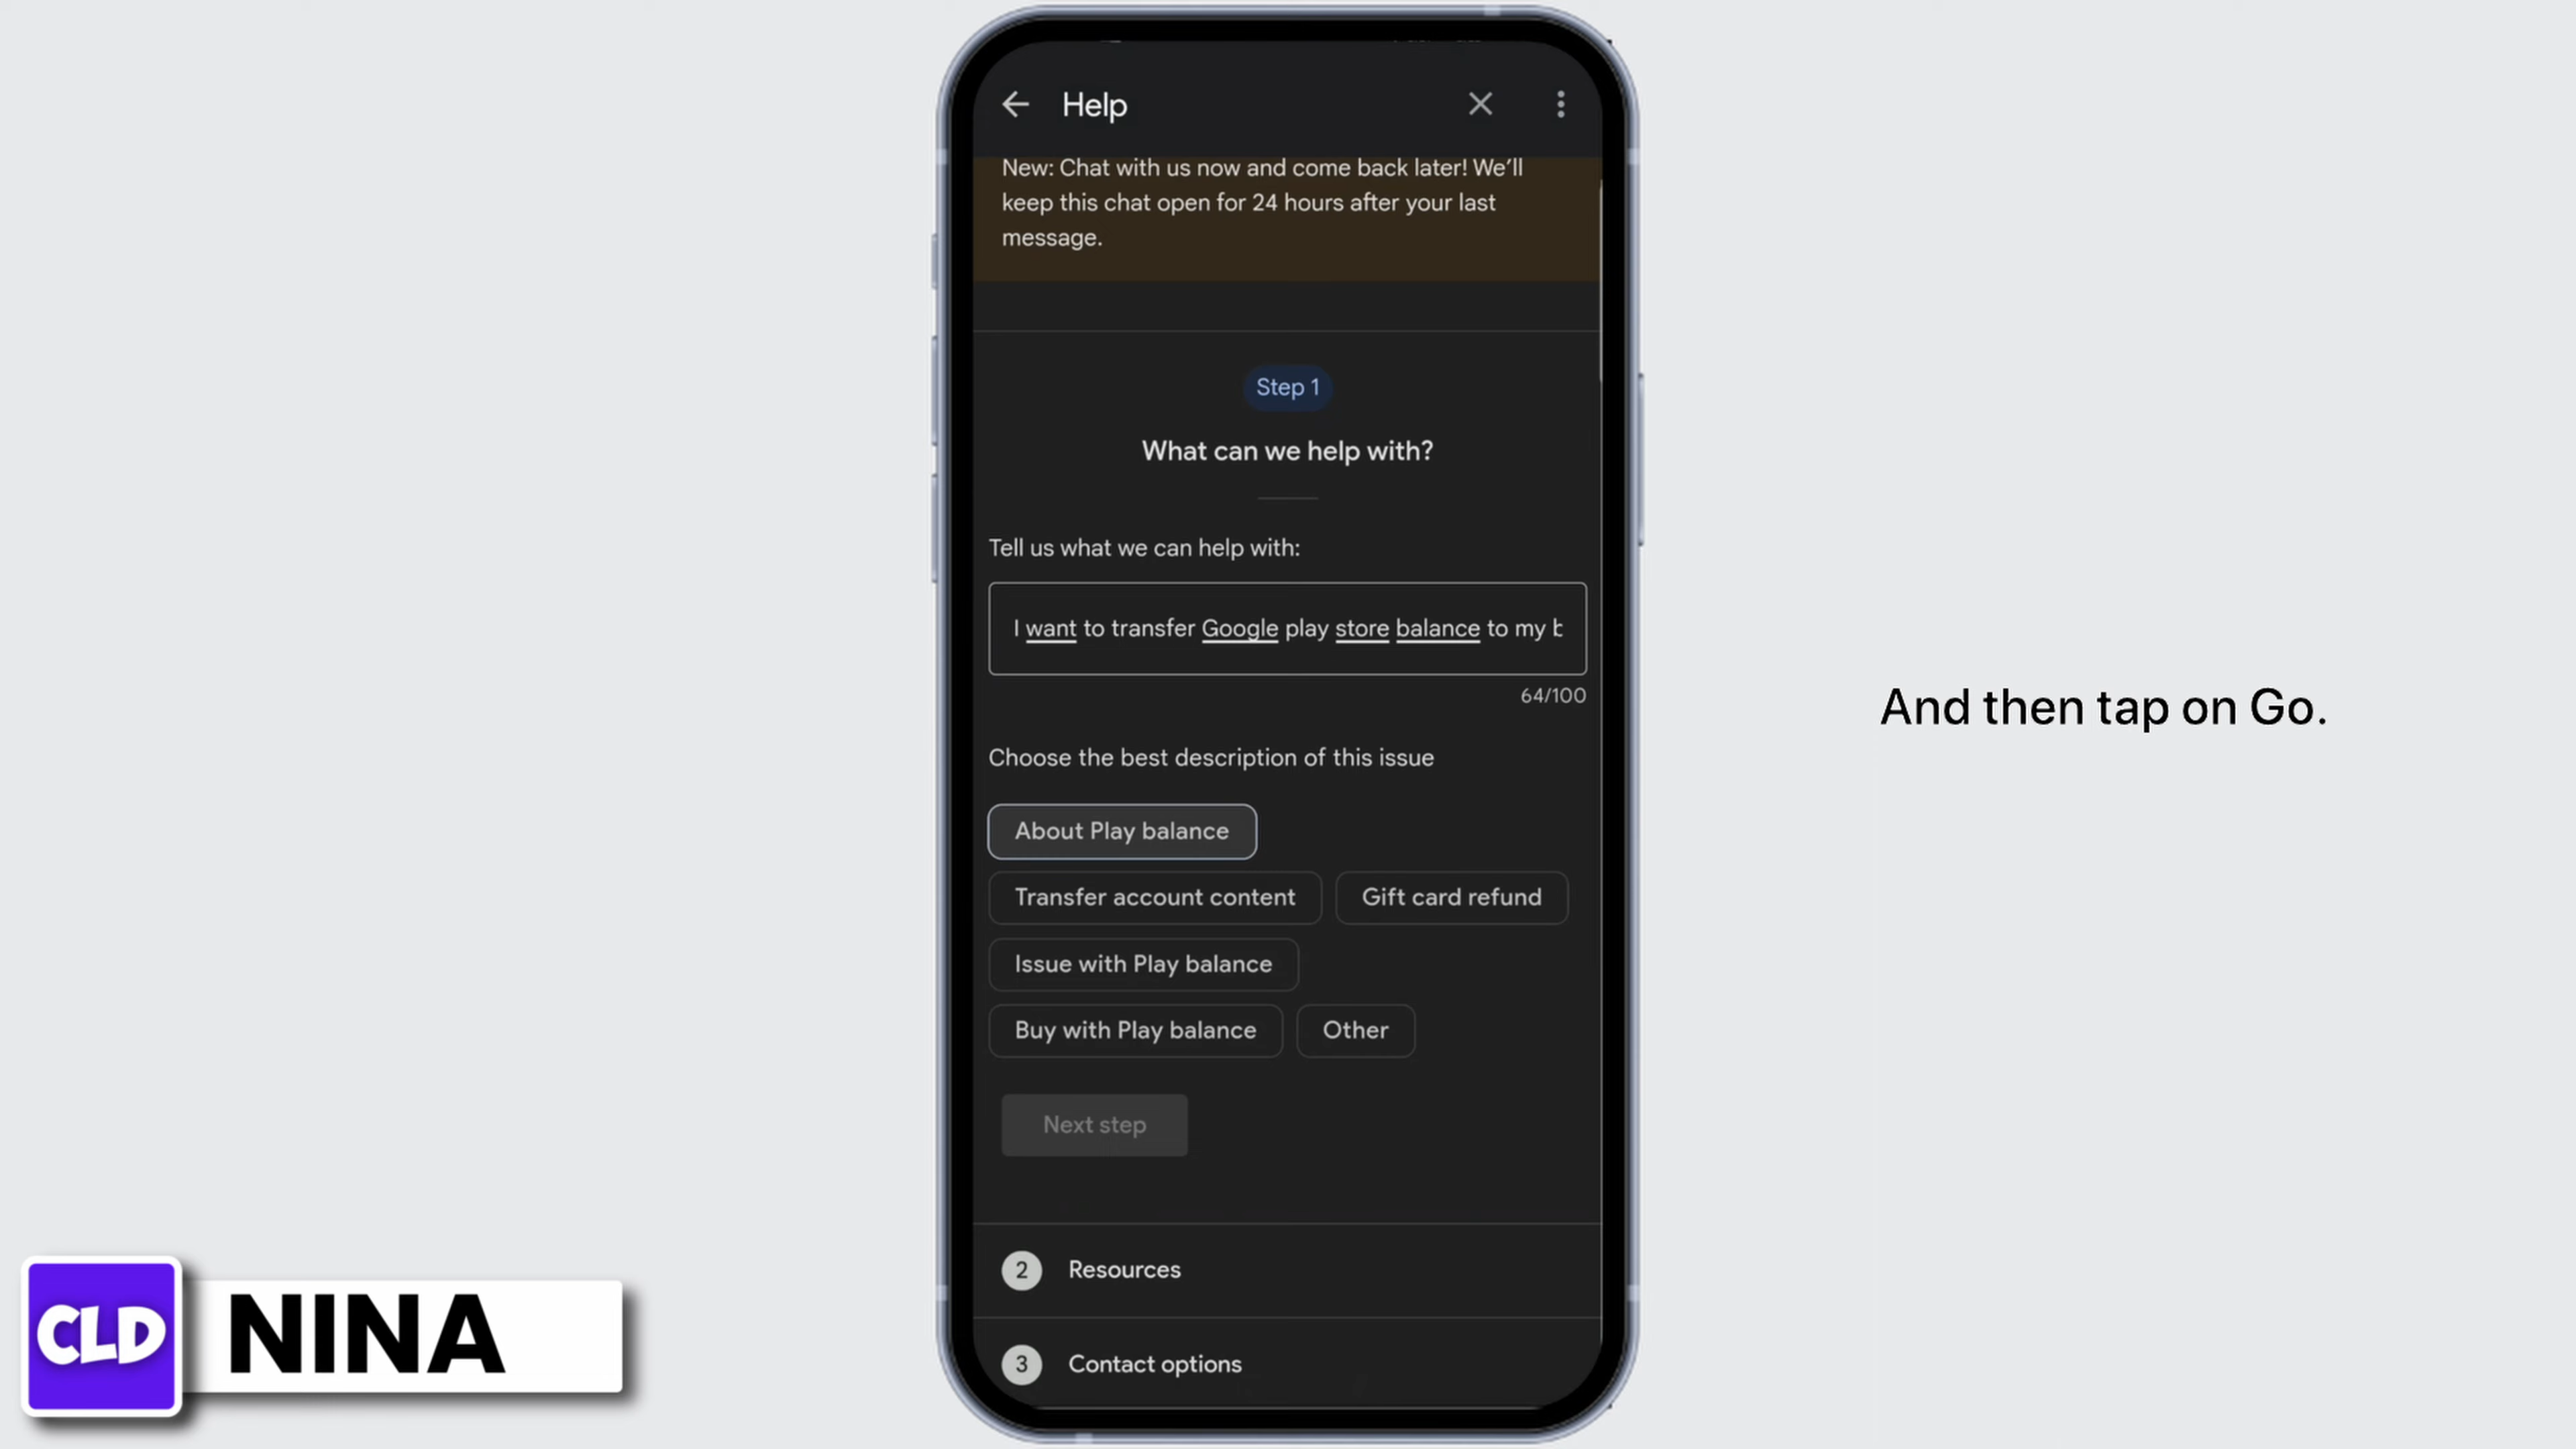 Help
New: Chat with us now and come back later! We'll
keep this chat open for 24 hours after your last
message.
Step 1
What can we help with?
Tell us what we can help with:
I want to transfer Google play store balance to my b
64/100
Choose the best description of this issue
About Play balance
Transfer account content
Gift card refund
Issue with Play balance
Buy with Play balance
Other
Next step
2 Resources
3 Contact options
And then tap on Go.
CLD
NINA